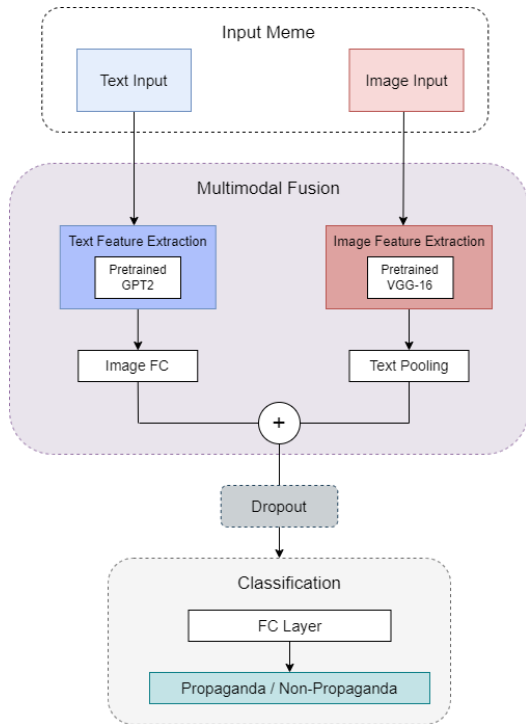 Input Meme
Text Input
Image Input
Multimodal Fusion
Text Feature Extraction
Pretrained
GPT2
Image Feature Extraction
Pretrained
VGG-16
Image FC
Text Pooling
+
Dropout
Classification
FC Layer
Propaganda / Non-Propaganda